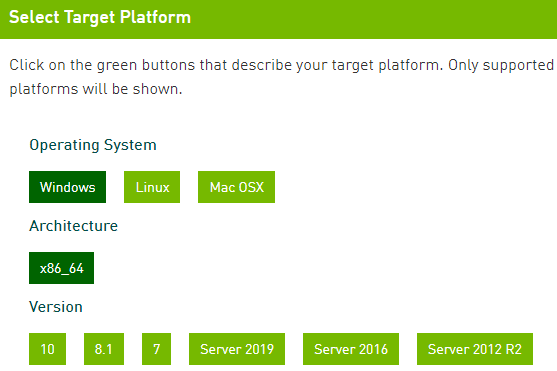 Select Target Platform
Click on the green buttons that describe your target platform. Only supported
platforms will be shown.
Operating System
Windows Linux Mac OSX
Architecture
x86_64
Version
10 8.1 7 Server 2019 Server 2016 Server 2012 R2